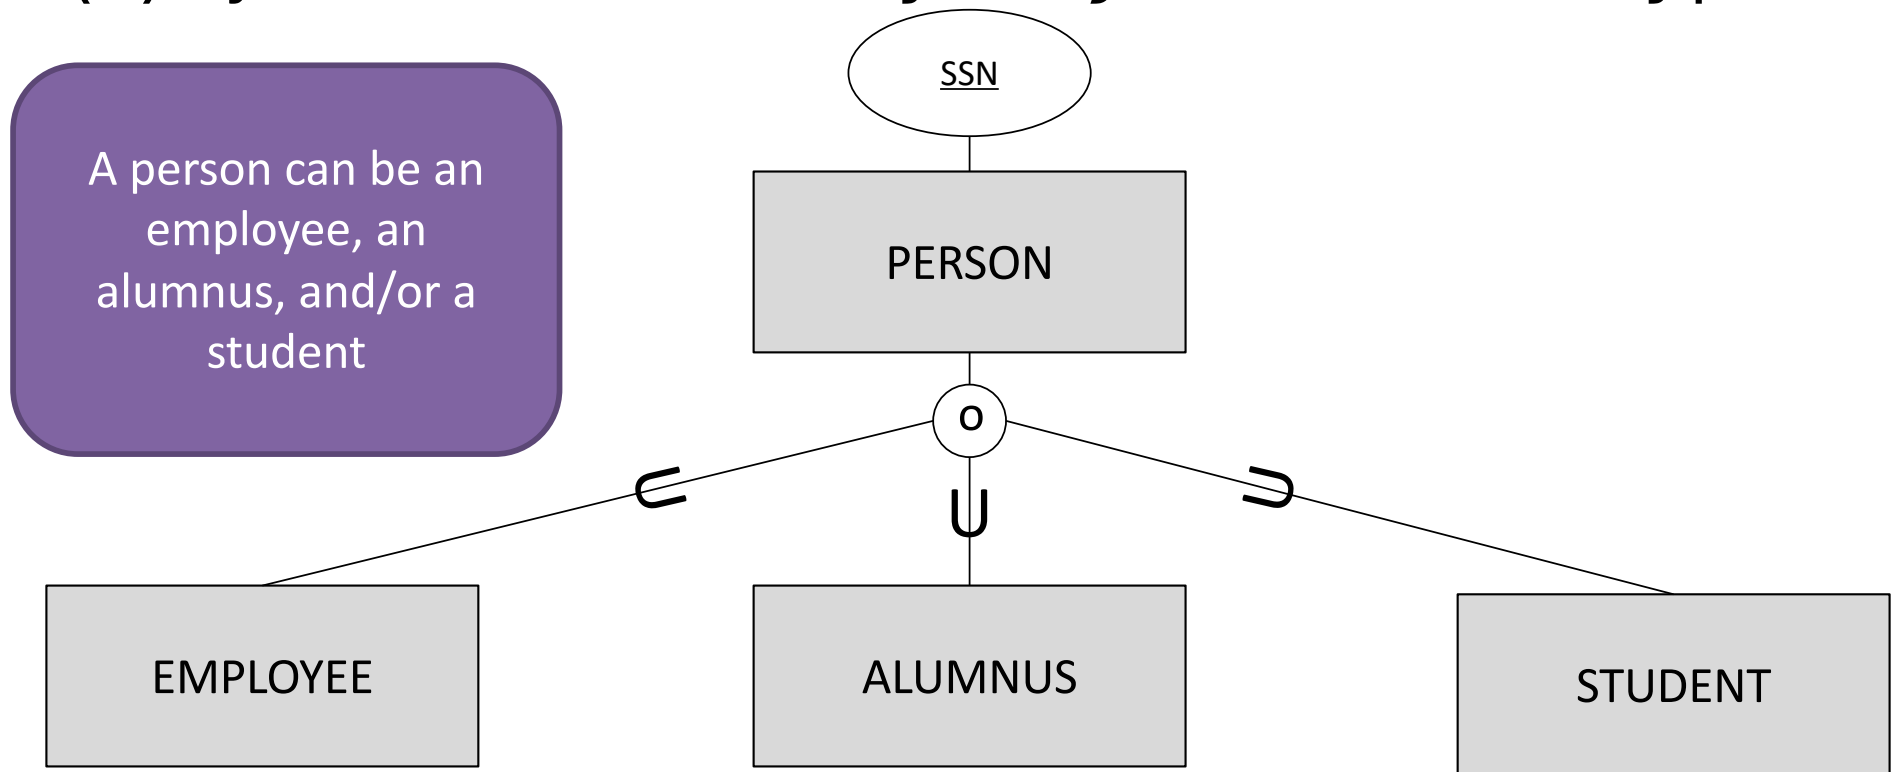 SSN
A person can be an
employee, an
alumnus, and/or a
student
PERSON
o
U
U
U
EMPLOYEE
ALUMNUS
STUDENT